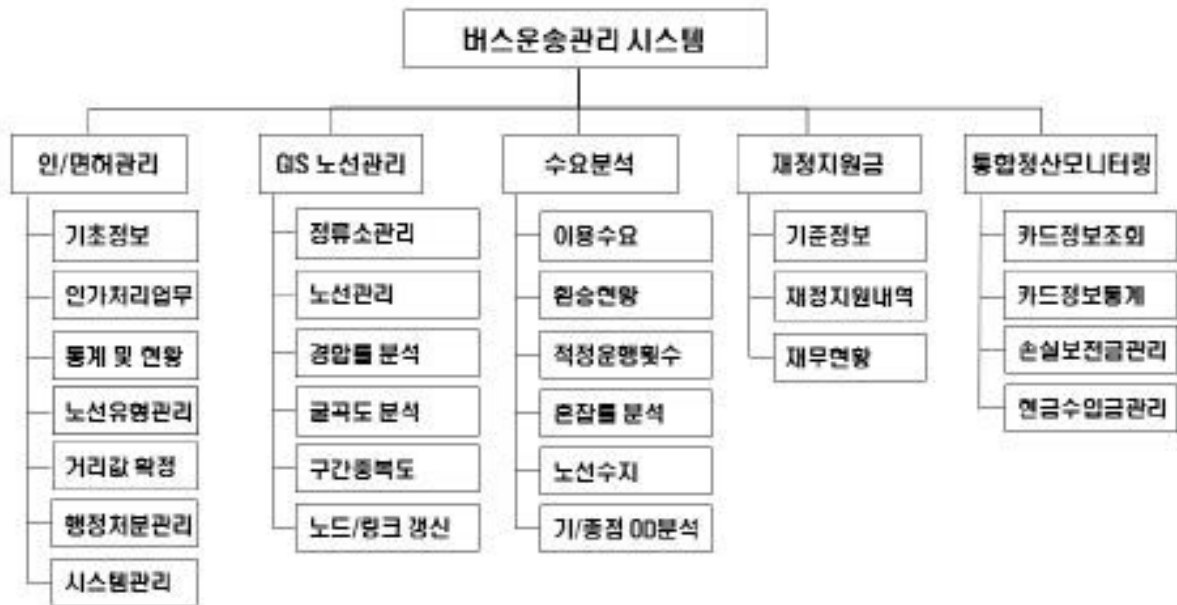 버스운송관리 시스템
인/면허관리
기초정보
인가처리업무
통계 및 현황
노선유형관리
거리값 확정
행정처분관리
시스템관리
GIS 노선관리
정류소관리
노선관리
경합률 분석
굴곡도 분석
구간중복도
노드/링크 갱신
수요분석
이용수요
환승현황
적정운행횟수
혼잡률 분석
노선수지
기/종점 OD분석
재정지원금
기준정보
재정지원내역
재무현황
통합정산모니터링
카드정보조회
카드정보통계
손실보전금관리
현금수입금관리